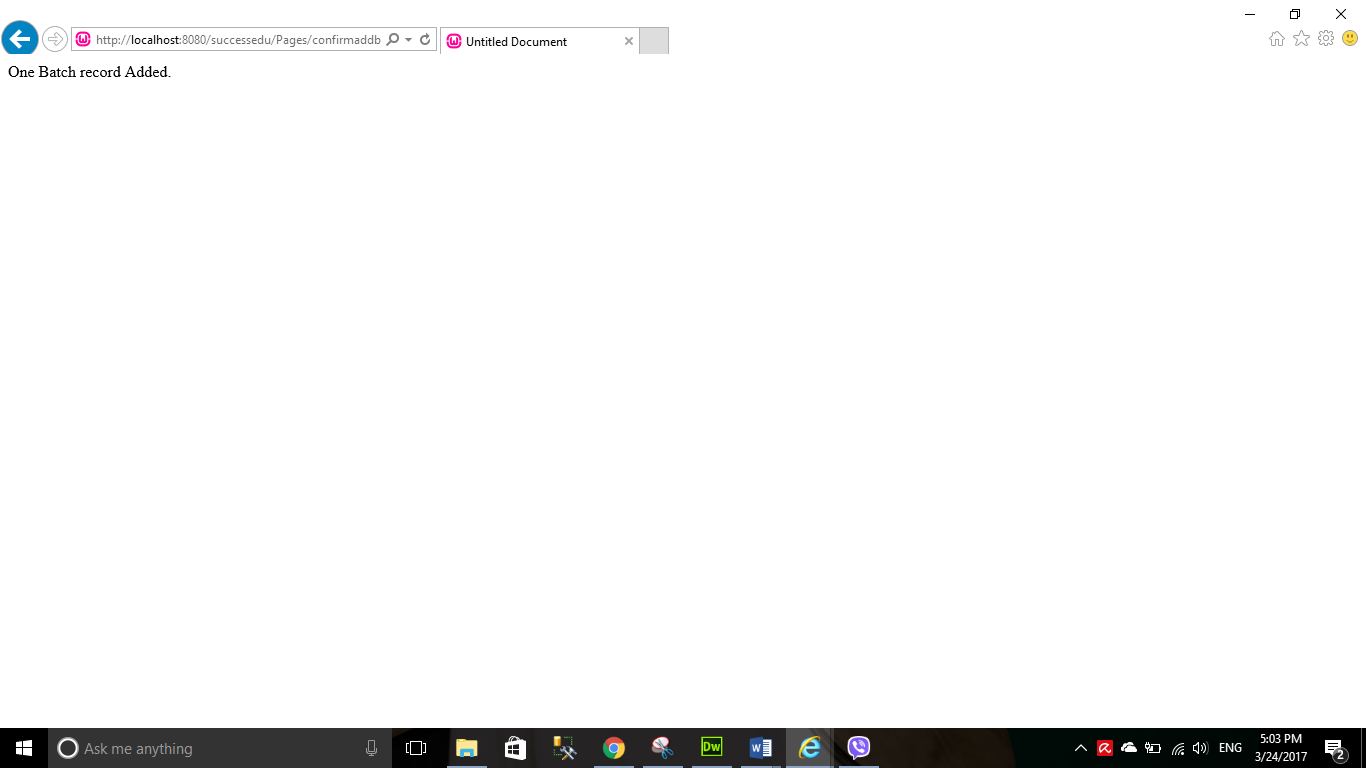 http://localhost:8080/successedu/Pages/confirmaddb
Untitled Document
One Batch record Added.
Ask me anything
Dw
ENG
5:03 PM
3/24/2017
2